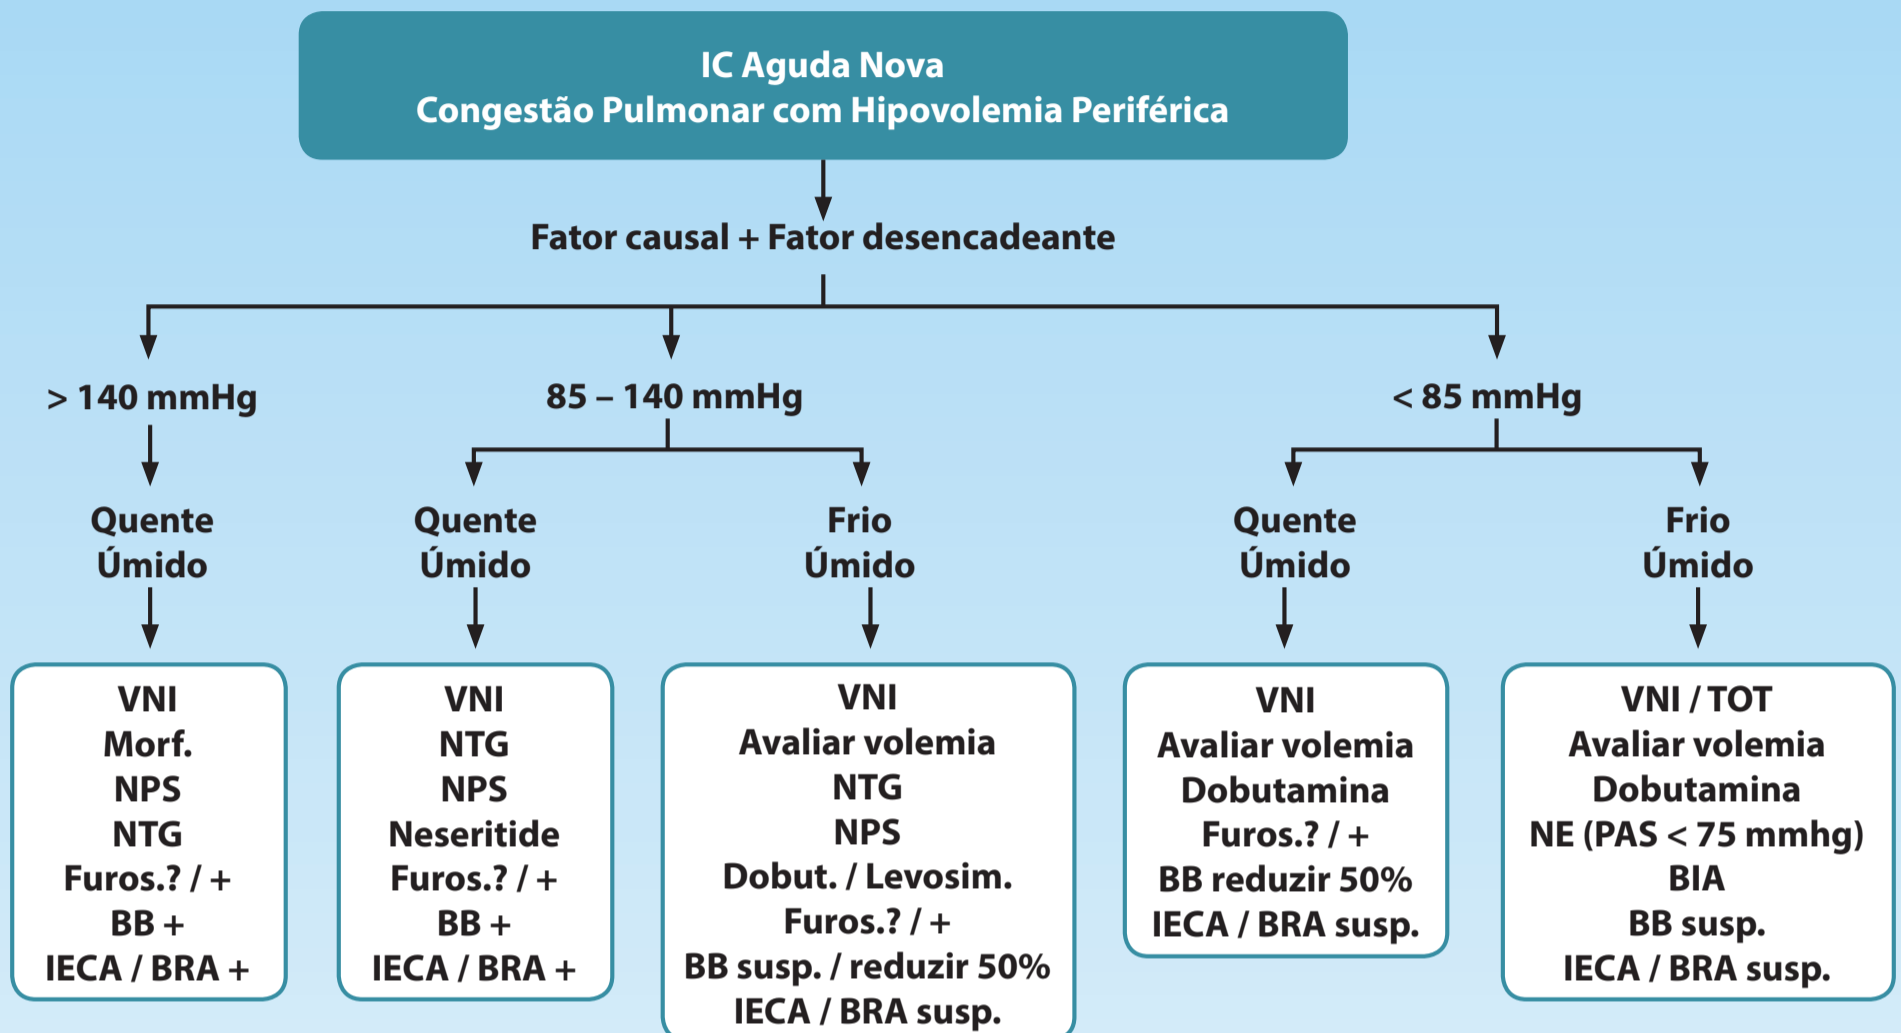 IC Aguda Nova
Congestão Pulmonar com Hipovolemia Periférica
Fator causal + Fator desencadeante
> 140 mmHg
85 – 140 mmHg
< 85 mmHg
Quente
Úmido
Quente
Úmido
Frio
Úmido
Quente
Úmido
Frio
Úmido
VNI
Morf.
NPS
NTG
Furos.? / +
BB +
IECA / BRA +
VNI
NTG
NPS
Neseritide
Furos.? / +
BB +
IECA / BRA +
VNI
Avaliar volemia
NTG
NPS
Dobut. / Levosim.
Furos.? / +
BB susp. / reduzir 50%
IECA / BRA susp.
VNI
Avaliar volemia
Dobutamina
Furos.? / +
BB reduzir 50%
IECA / BRA susp.
VNI / TOT
Avaliar volemia
Dobutamina
NE (PAS < 75 mmhg)
BIA
BB susp.
IECA / BRA susp.